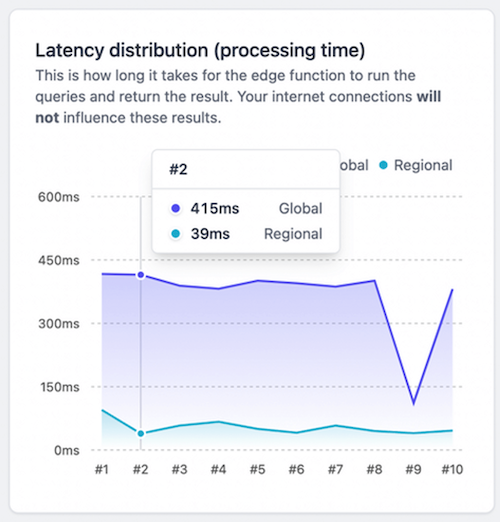 Latency distribution (processing time)
This is how long it takes for the edge function to run the
queries and return the result. Your internet connections will
not influence these results.
#2
obal
Regional
415ms Global
39ms Regional
600ms
450ms
300ms
150ms
0ms
#1 #2 #3 #4 #5 #6 #7 #8 #9 #10